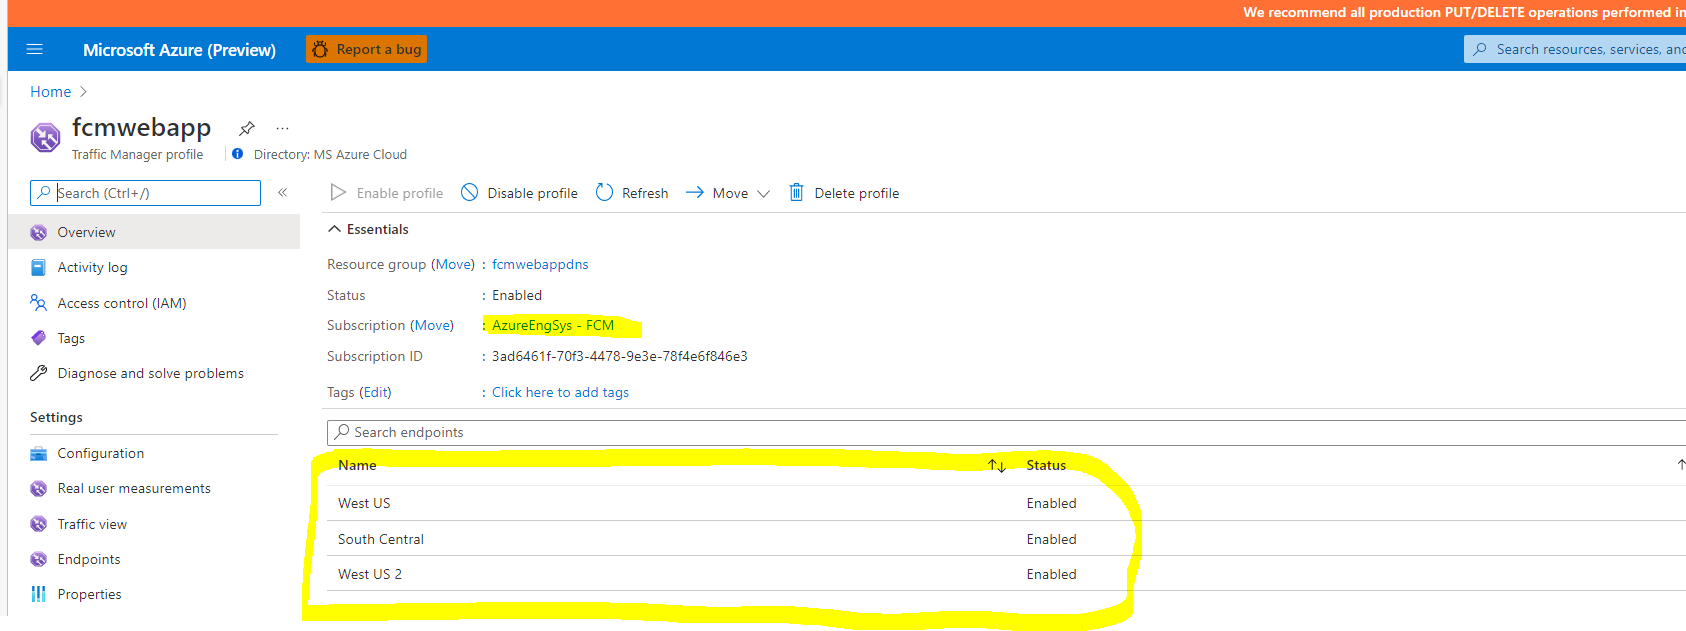 We recommend all production PUT/DELETE operations performed in
Microsoft Azure (Preview)
Report a bug
Search resources, services, and
Home
fcmwebapp
...
Traffic Manager profile
Directory: MS Azure Cloud
Search (Ctrl+/)
«
Enable profile
Disable profile
Refresh
Move
Delete profile
Overview
Activity log
Access control (IAM)
Tags
Diagnose and solve problems
Settings
Configuration
Real user measurements
Traffic view
Endpoints
Properties
Essentials
Resource group (Move) : fcmwebappdns
Status : Enabled
Subscription (Move) : AzureEngSys - FCM
Subscription ID : 3ad6461f-70f3-4478-9e3e-78f4e6f846e3
Tags (Edit) : Click here to add tags
Search endpoints
Name Status
West US Enabled
South Central Enabled
West US 2 Enabled